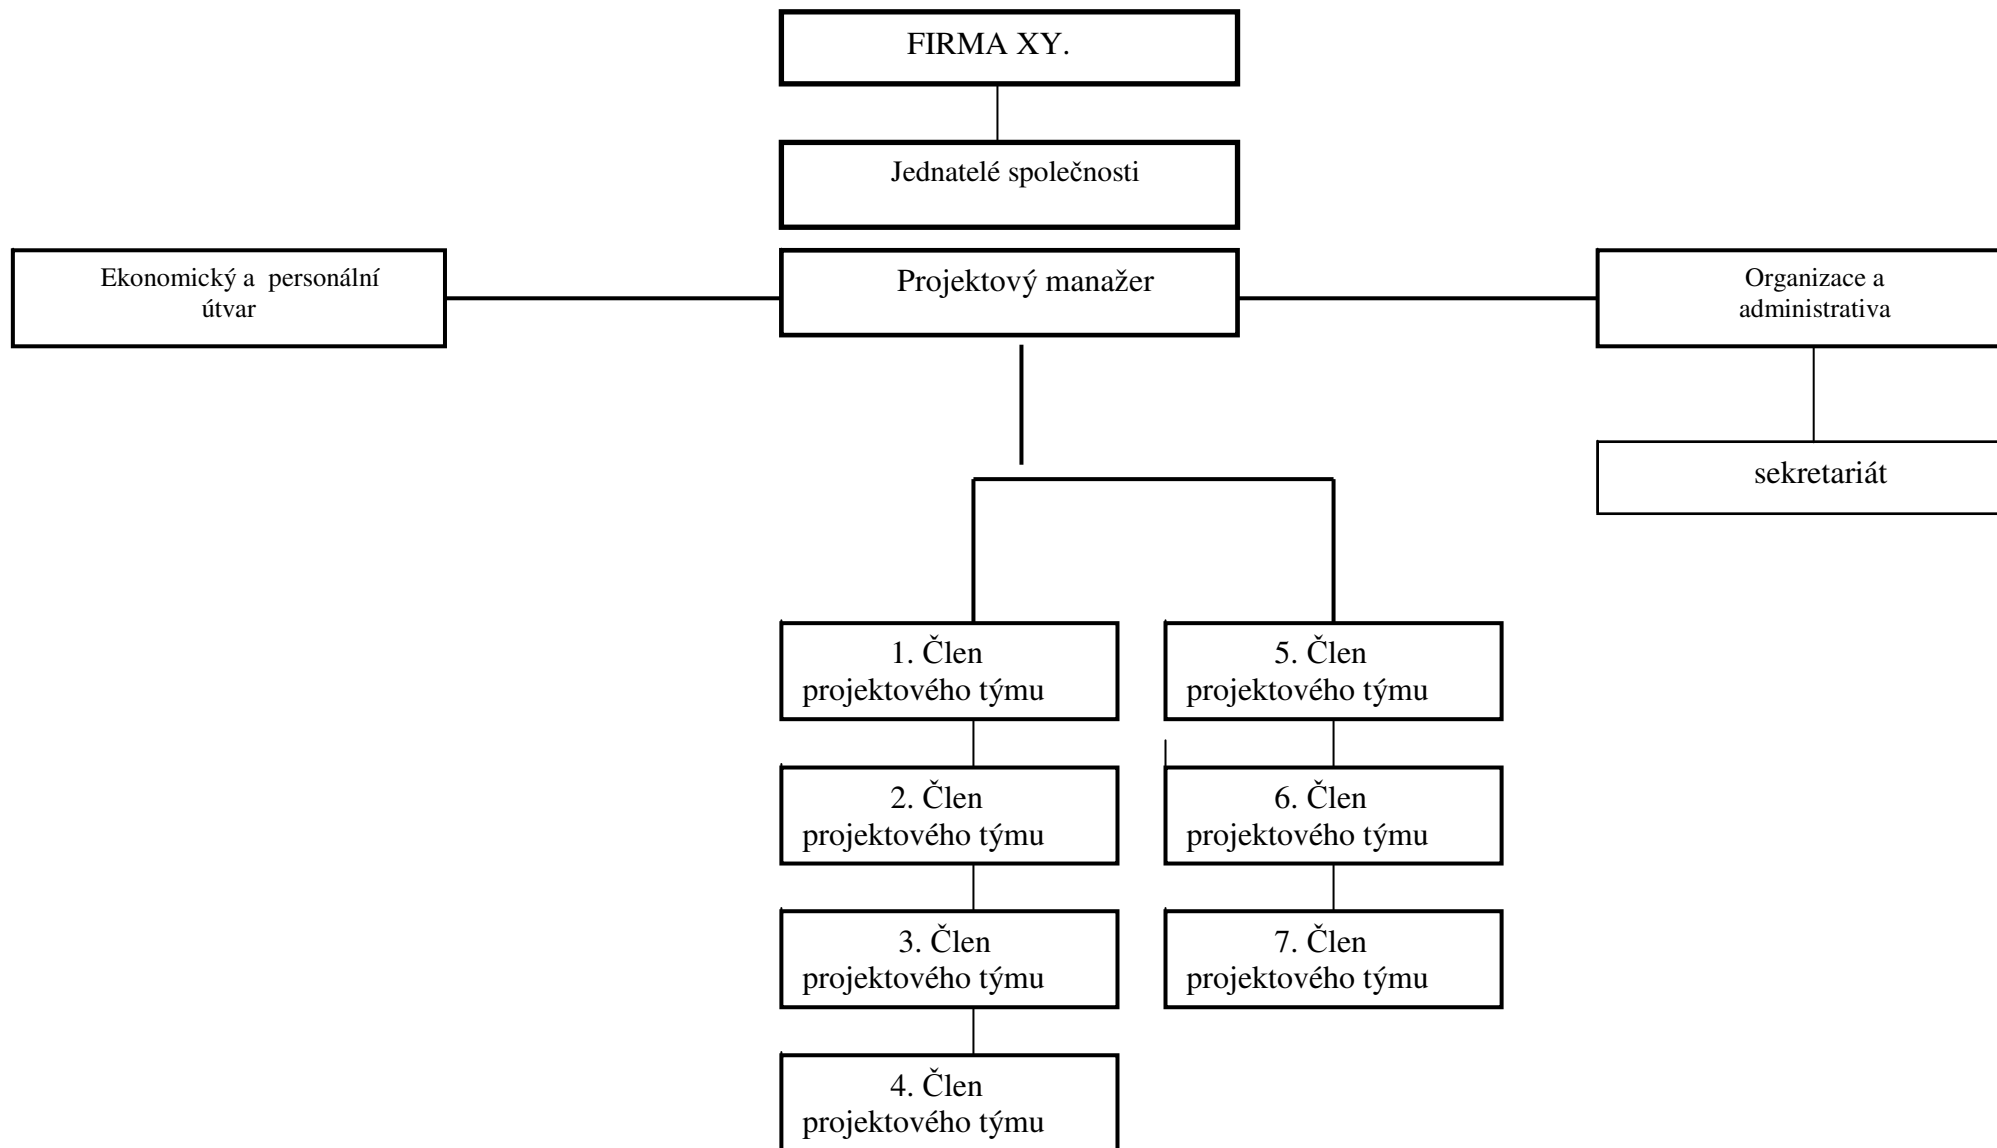 FIRMA XY.
Jednatelé společnosti
Ekonomický a  personální
útvar
Projektový manažer
Organizace a
administrativa
sekretariát
1. Člen
projektového týmu
5. Člen
projektového týmu
2. Člen
projektového týmu
6. Člen
projektového týmu
3. Člen
projektového týmu
7. Člen
projektového týmu
4. Člen
projektového týmu